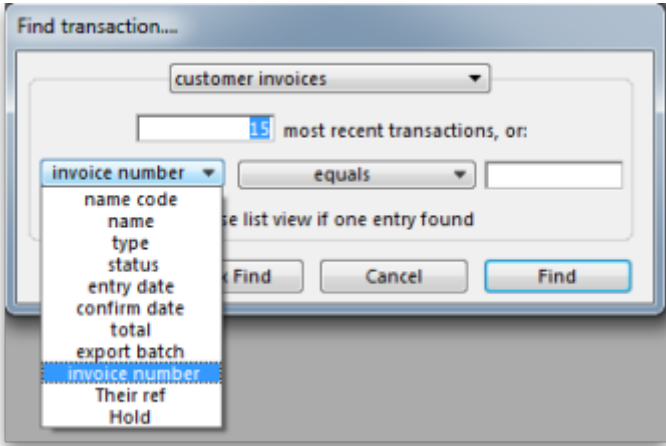 Find transaction....
customer invoices
15 most recent transactions, or:
invoice number equals
name code
name
se list view if one entry found
type
status
entry date
Find Cancel Find
confirm date
total
export batch
invoice number
Their ref
Hold